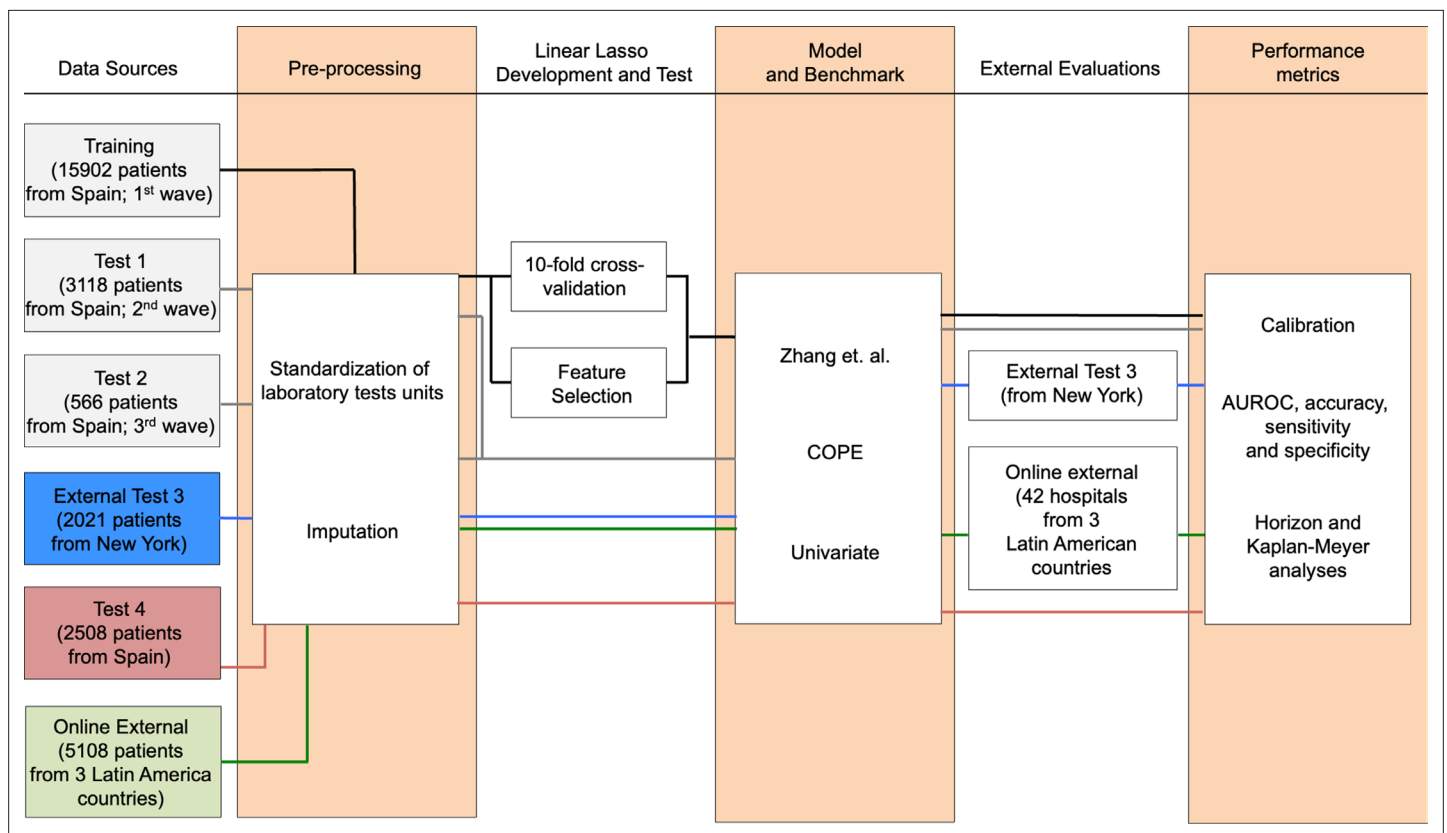 Data Sources
Pre-processing
Linear Lasso
Development and Test
Model
and Benchmark
External Evaluations
Performance
metrics
Training
(15902 patients
from Spain; 1st wave)
Test 1
(3118 patients
from Spain; 2nd wave)
Test 2
(566 patients
from Spain; 3rd wave)
External Test 3
(2021 patients
from New York)
Test 4
(2508 patients
from Spain)
Online External
(5108 patients
from 3 Latin America
countries)
Standardization of
laboratory tests units
Imputation
10-fold cross-
validation
Feature
Selection
Zhang et. al.
COPE
Univariate
External Test 3
(from New York)
Online external
(42 hospitals
from 3
Latin American
countries
Calibration
AUROC, accuracy,
sensitivity
and specificity
Horizon and
Kaplan-Meyer
analyses